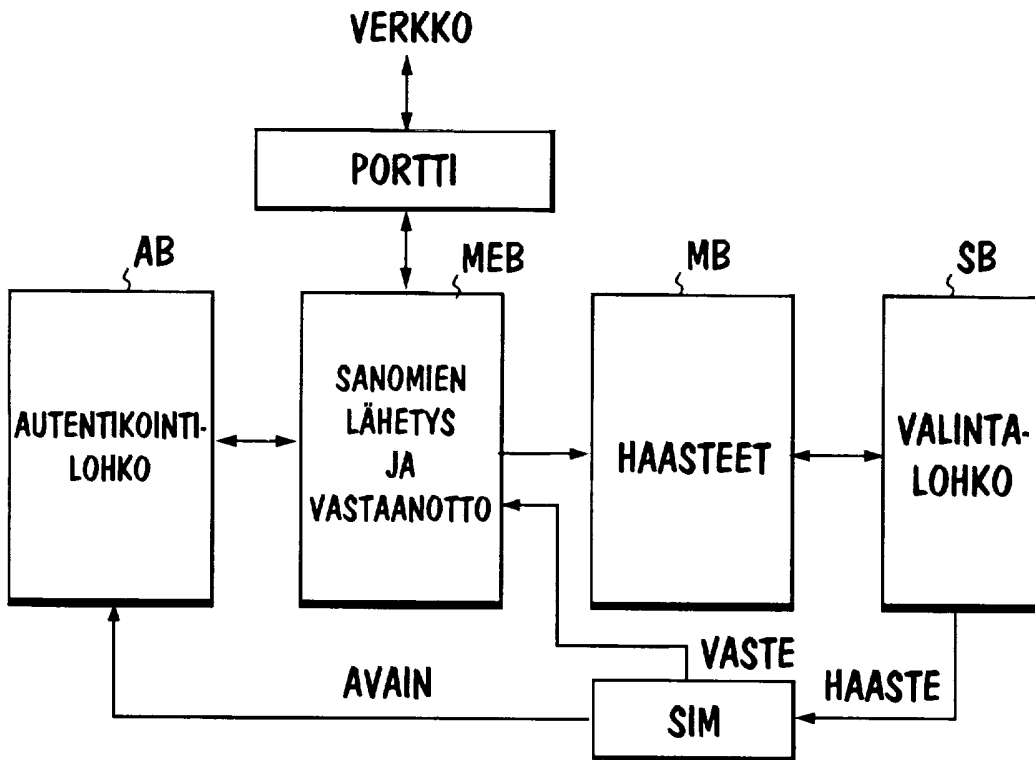 VERKKO
PORTTI
AB
MEB
MB
SB
AUTENTIKOINTI-
LOHKO
SANOMIEN
LÄHETYS
JA
VASTAANOTTO
HAASTEET
VALINTA-
LOHKO
AVAIN
VASTE
HAASTE
SIM